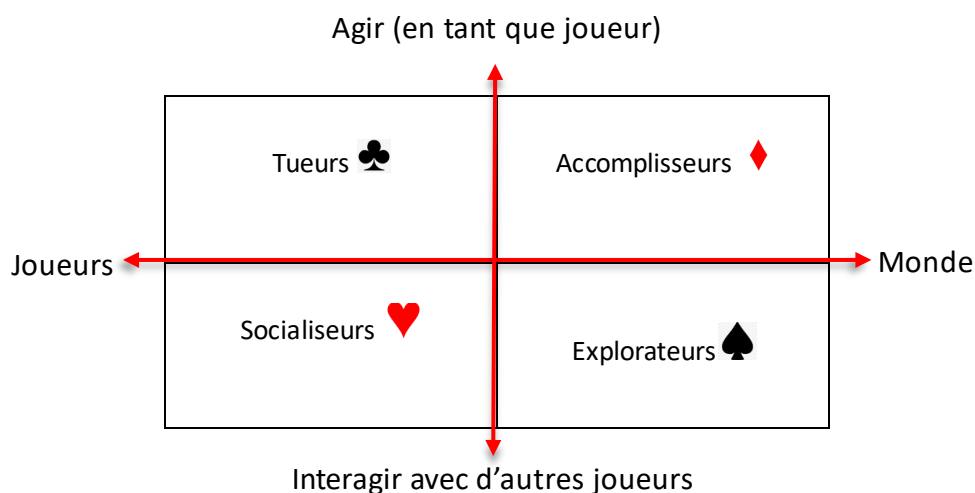 Agir (en tant que joueur)
Tueurs ♣
Accomplisseurs ♦
Joueurs
Monde
Socialiseurs ♥
Explorateurs ♠
Interagir avec d’autres joueurs